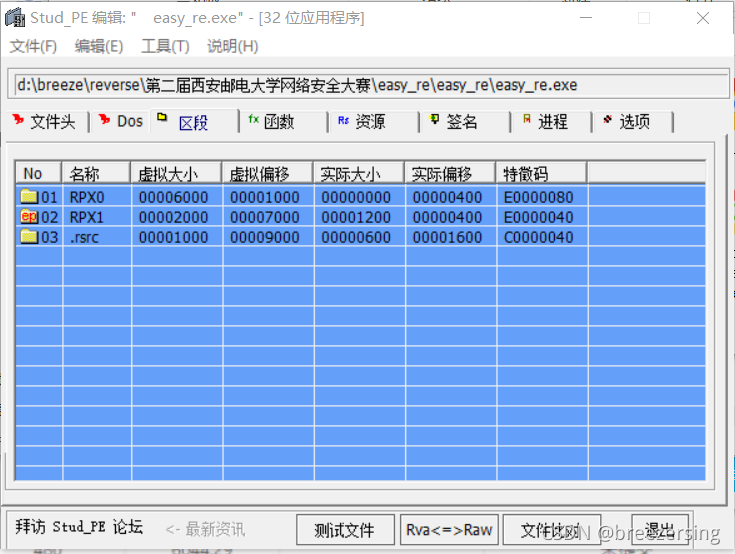 Stud_PE 编辑: " easy_re.exe" - [32 位应用程序]
文件(F) 编辑(E) 工具(T) 说明(H)
d:\breeze\reverse\第二届西安邮电大学网络安全大赛\easy_re\easy_re\easy_re.exe
文件头 Dos 区段 fx 函数 Rs 资源 签名 进程 选项
No 名称 虚拟大小 虚拟偏移 实际大小 实际偏移 特徵码
01 RPX0 00006000 00001000 00000000 00000400 E0000080
ep 02 RPX1 00002000 00007000 00001200 00000400 E0000040
03 .rsrc 00001000 00009000 00000600 00001600 C0000040
拜访 Stud_PE 论坛 <- 最新资讯 测试文件 Rva<=>Raw 文件比对 退出
CSDN @breezersing